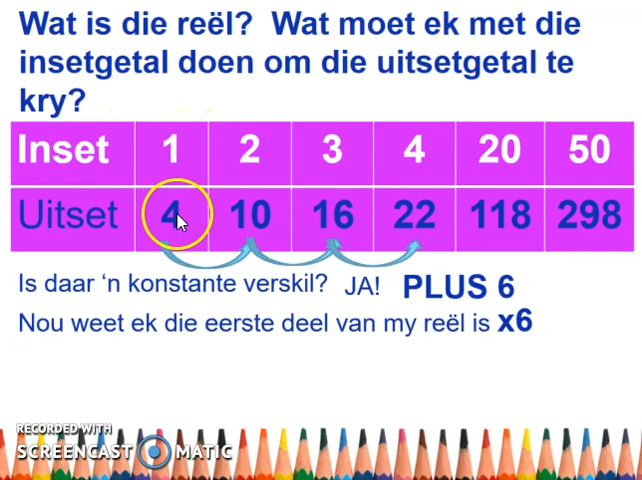 Wat is die reël? Wat moet ek met die
insetgetal doen om die uitsetgetal te
kry?
Inset 1 2 3 4 20 50
Uitset 4 10 16 22 118 298
Is daar ‘n konstante verskil? JA! PLUS 6
Nou weet ek die eerste deel van my reël is x6
RECORDED WITH
SCREENCAST MATIC